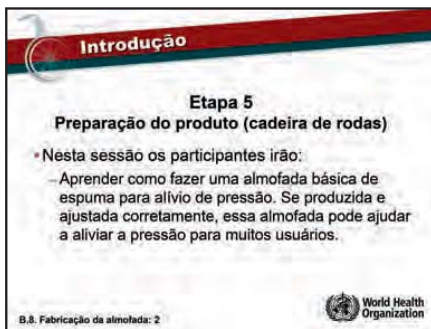 Introdução
Etapa 5
Preparação do produto (cadeira de rodas)
▪Nesta sessão os participantes irão:
–Aprender como fazer uma almofada básica de
espuma para alívio de pressão. Se produzida e
ajustada corretamente, essa almofada pode ajudar
a aliviar a pressão para muitos usuários.
B.8. Fabricação da almofada: 2
World Health
Organization